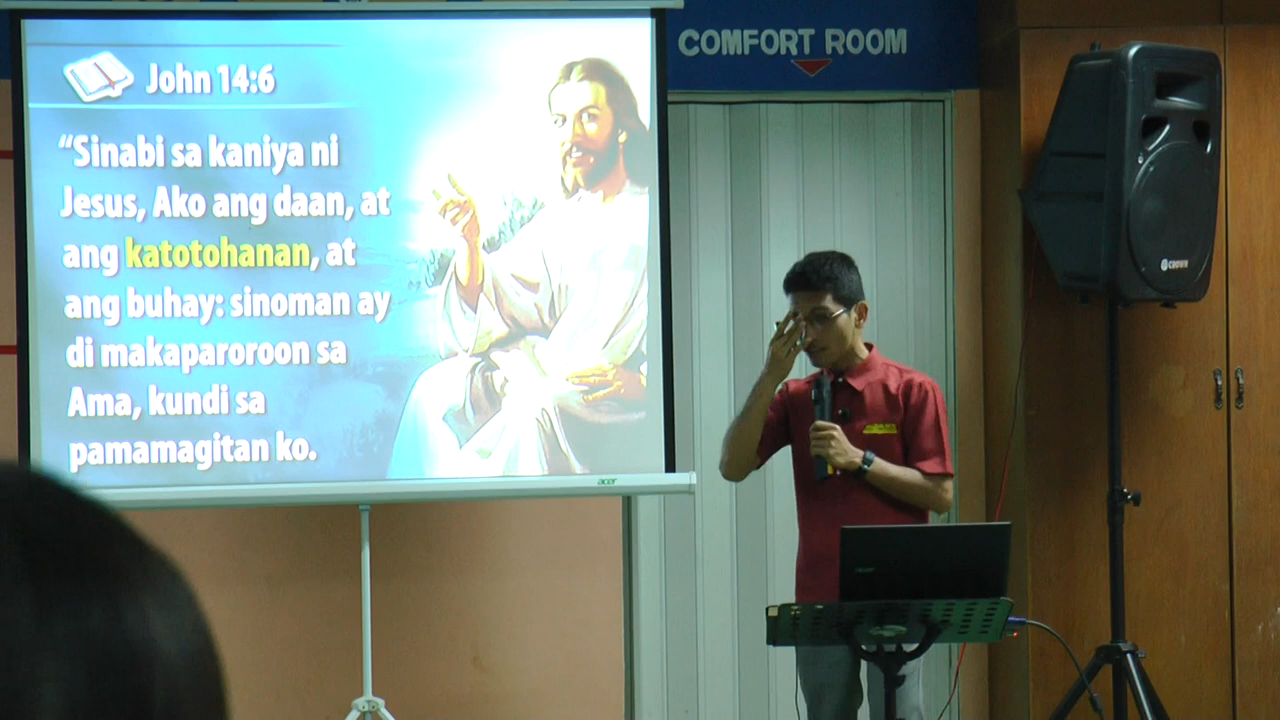 John 14:6
“Sinabi sa kaniya ni
Jesus, Ako ang daan, at
ang katotohanan, at
ang buhay: sinoman ay
di makaparoroon sa
Ama, kundi sa
pamamagitan ko.
acer
COMFORT ROOM
CROWN
acer